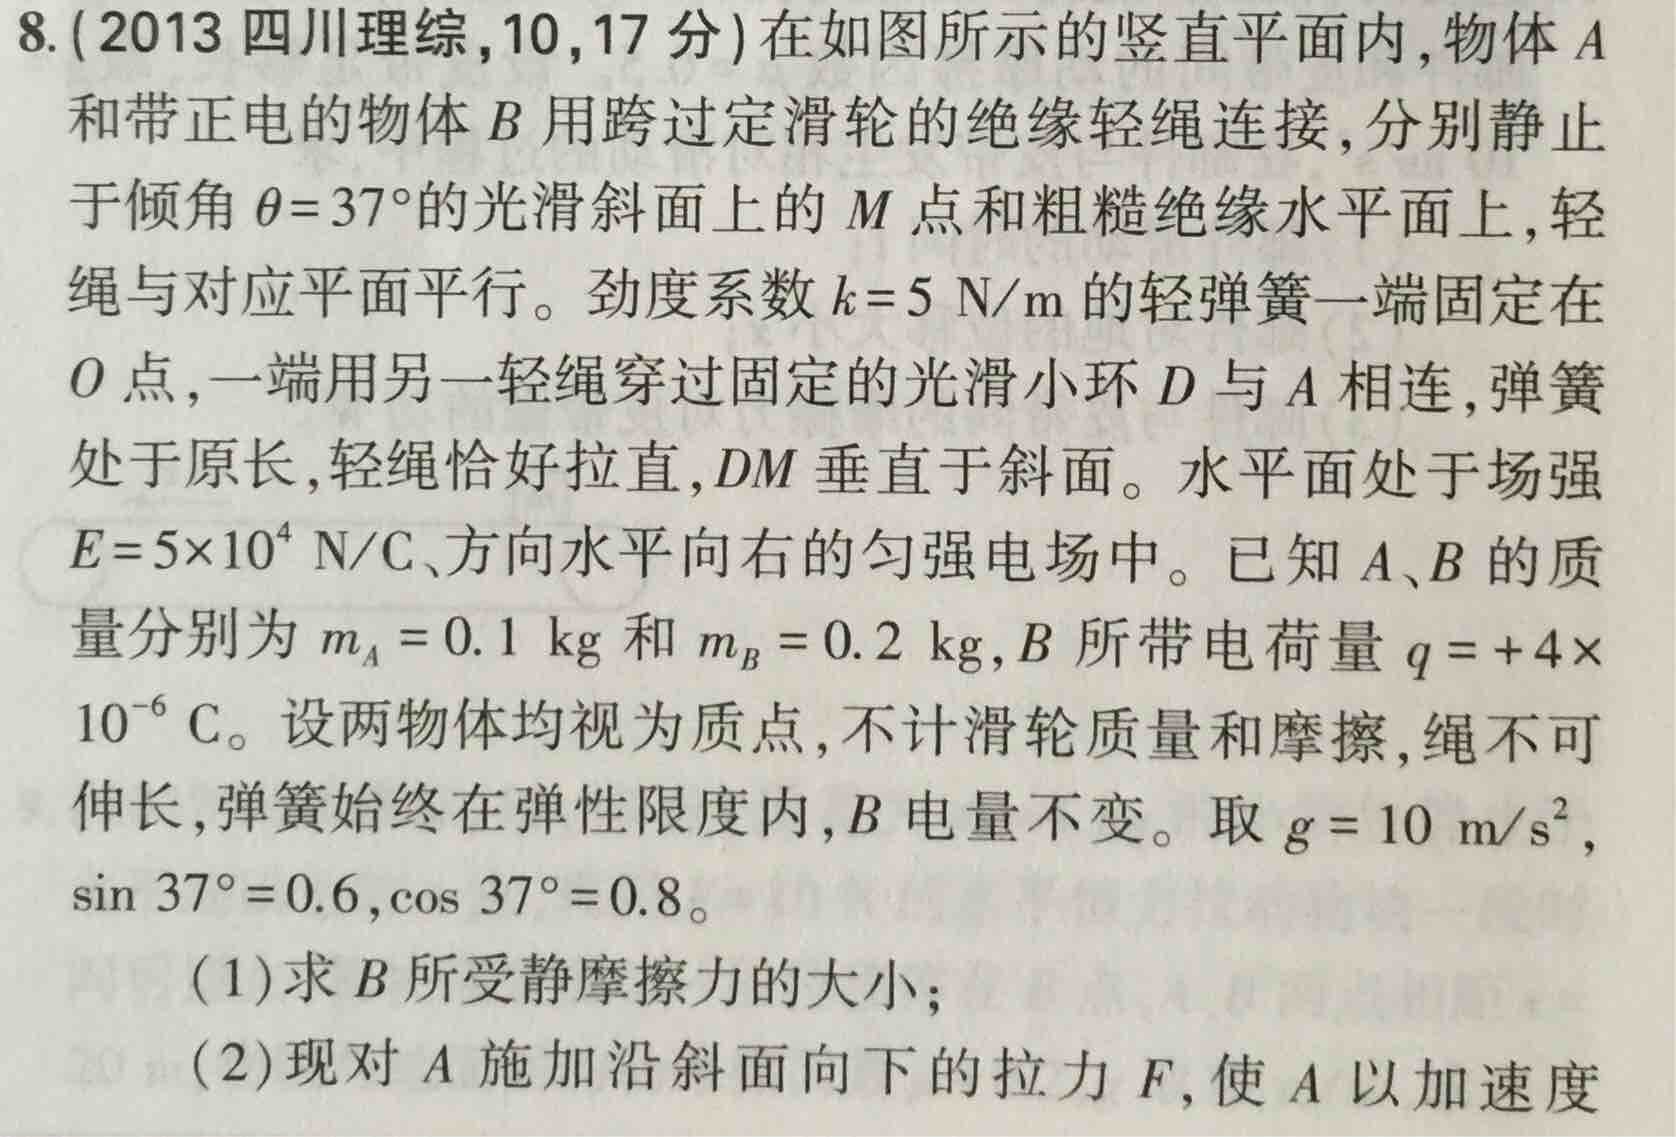 8.(2013 四川理综,10,17 分)在如图所示的竖直平面内,物体 A
和带正电的物体 B 用跨过定滑轮的绝缘轻绳连接,分别静止
于倾角 θ=37°的光滑斜面上的 M 点和粗糙绝缘水平面上,轻
绳与对应平面平行。劲度系数 k=5 N/m 的轻弹簧一端固定在
O 点,一端用另一轻绳穿过固定的光滑小环 D 与 A 相连,弹簧
处于原长,轻绳恰好拉直,DM 垂直于斜面。水平面处于场强
E=5×10⁴ N/C、方向水平向右的匀强电场中。已知 A、B 的质
量分别为 m_A = 0.1 kg 和 m_B = 0.2 kg,B 所带电荷量 q = +4×
10⁻⁶ C。设两物体均视为质点,不计滑轮质量和摩擦,绳不可
伸长,弹簧始终在弹性限度内,B 电量不变。取 g = 10 m/s²,
sin 37°=0.6,cos 37°=0.8。
(1)求 B 所受静摩擦力的大小;
(2)现对 A 施加沿斜面向下的拉力 F,使 A 以加速度